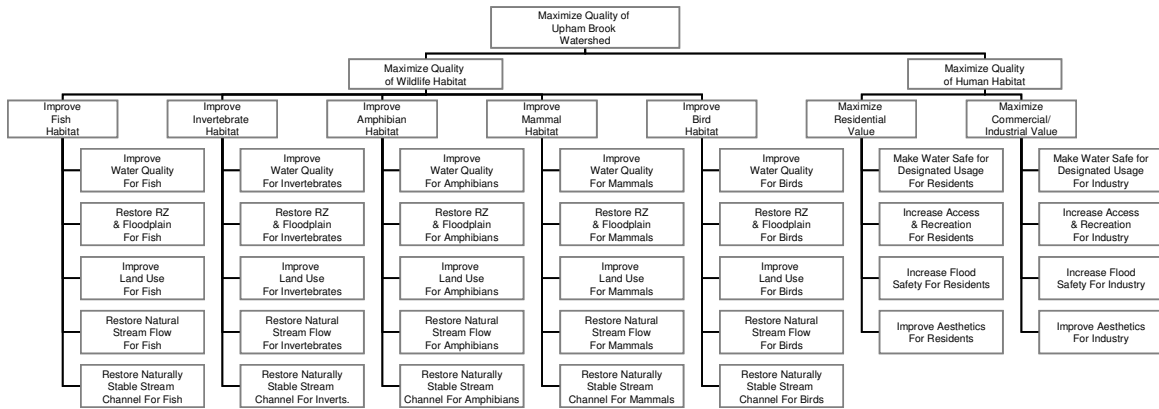 Maximize Quality of
Upham Brook
Watershed
Maximize Quality
of Wildlife Habitat
Maximize Quality
of Human Habitat
Improve
Fish
Habitat
Improve
Invertebrate
Habitat
Improve
Amphibian
Habitat
Improve
Mammal
Habitat
Improve
Bird
Habitat
Maximize
Residential
Value
Maximize
Commercial/
Industrial Value
Improve
Water Quality
For Fish
Restore RZ
& Floodplain
For Fish
Improve
Land Use
For Fish
Restore Natural
Stream Flow
For Fish
Restore Naturally
Stable Stream
Channel For Fish
Improve
Water Quality
For Invertebrates
Restore RZ
& Floodplain
For Invertebrates
Improve
Land Use
For Invertebrates
Restore Natural
Stream Flow
For Invertebrates
Restore Naturally
Stable Stream
Channel For Inverts.
Improve
Water Quality
For Amphibians
Restore RZ
& Floodplain
For Amphibians
Improve
Land Use
For Amphibians
Restore Natural
Stream Flow
For Amphibians
Restore Naturally
Stable Stream
Channel For Amphibians
Improve
Water Quality
For Mammals
Restore RZ
& Floodplain
For Mammals
Improve
Land Use
For Mammals
Restore Natural
Stream Flow
For Mammals
Restore Naturally
Stable Stream
Channel For Mammals
Improve
Water Quality
For Birds
Restore RZ
& Floodplain
For Birds
Improve
Land Use
For Birds
Restore Natural
Stream Flow
For Birds
Restore Naturally
Stable Stream
Channel For Birds
Make Water Safe for
Designated Usage
For Residents
Increase Access
& Recreation
For Residents
Increase Flood
Safety For Residents
Improve Aesthetics
For Residents
Make Water Safe for
Designated Usage
For Industry
Increase Access
& Recreation
For Industry
Increase Flood
Safety For Industry
Improve Aesthetics
For Industry